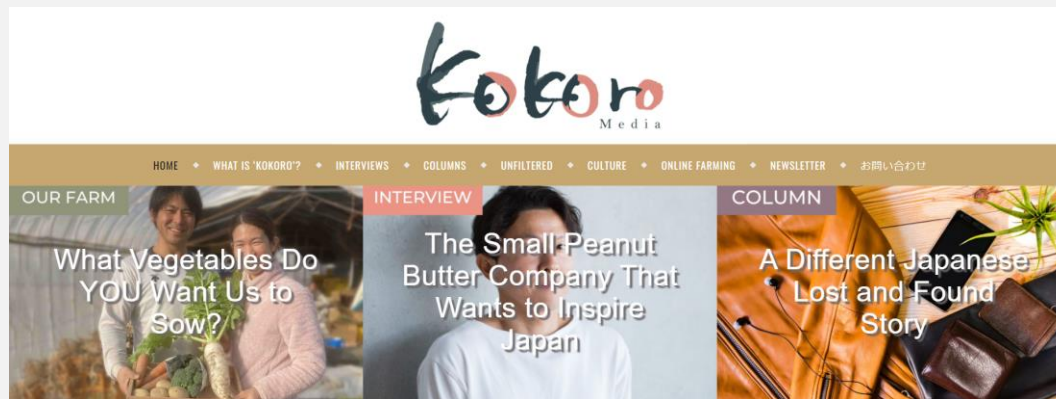 Kokoro
Media
HOME WHAT IS 'KOKORO'? INTERVIEWS COLUMNS UNFILTERED CULTURE ONLINE FARMING NEWSLETTER お問い合わせ
OUR FARM
What Vegetables Do
YOU Want Us to
Sow?
INTERVIEW
The Small Peanut
Butter Company That
Wants to Inspire
Japan
COLUMN
A Different Japanese
Lost and Found
Story